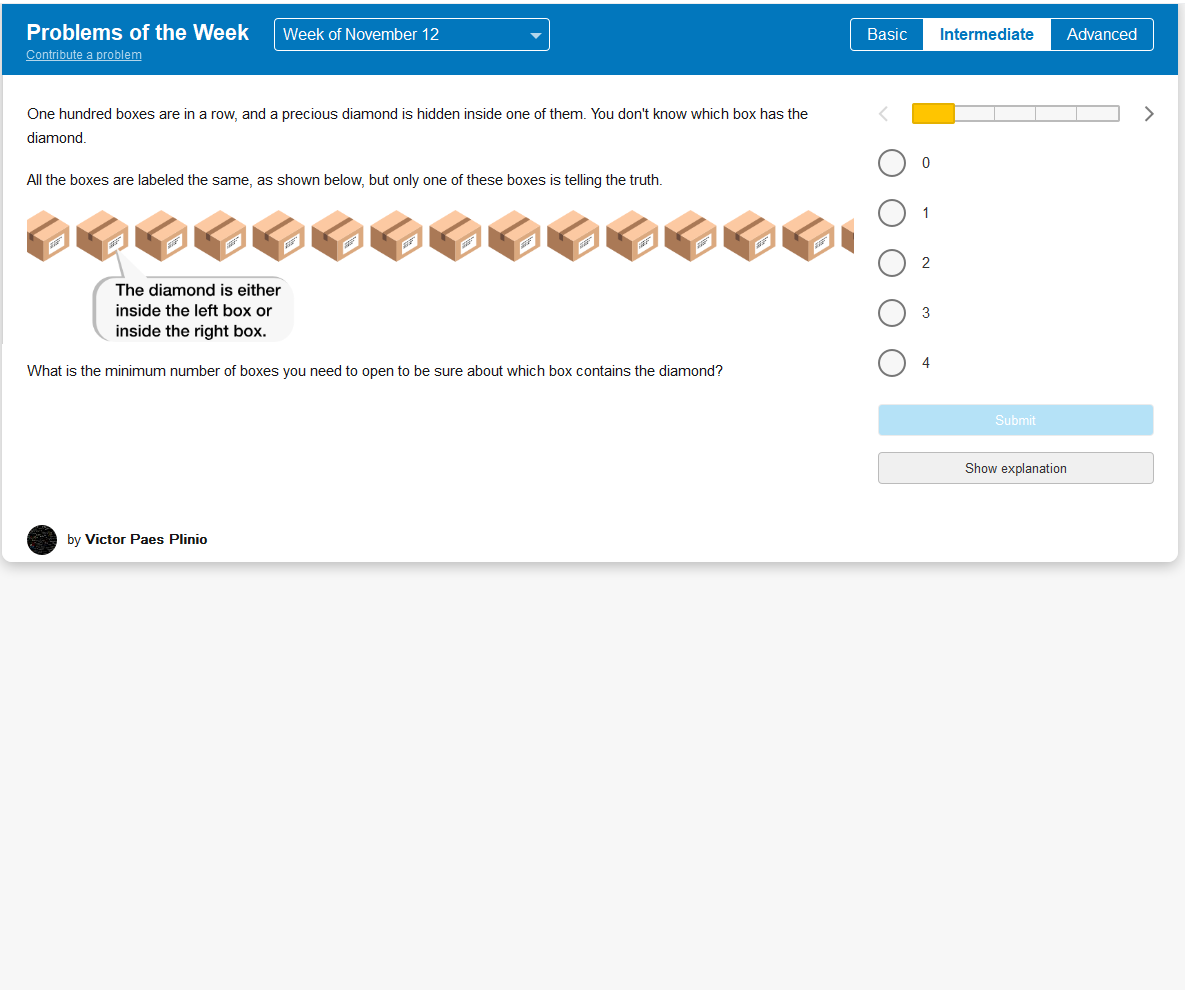 Problems of the Week
Week of November 12
Basic
Intermediate
Advanced
Contribute a problem
One hundred boxes are in a row, and a precious diamond is hidden inside one of them. You don't know which box has the
diamond.
All the boxes are labeled the same, as shown below, but only one of these boxes is telling the truth.
The diamond is either
inside the left box or
inside the right box.
What is the minimum number of boxes you need to open to be sure about which box contains the diamond?
0
1
2
3
4
Submit
Show explanation
by Victor Paes Plinio